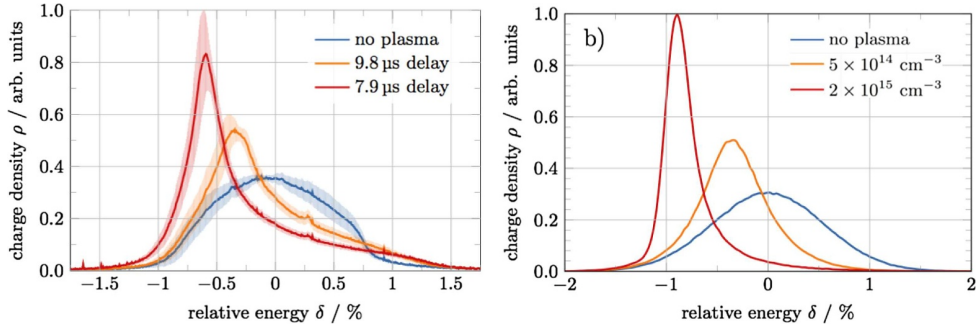 1.0
0.8
0.6
0.4
0.2
0.0
charge density ρ / arb. units
no plasma
9.8 µs delay
7.9 µs delay
−1.5
−1
−0.5
0
0.5
1
1.5
relative energy δ / %
b)
1.0
0.8
0.6
0.4
0.2
0.0
charge density ρ / arb. units
no plasma
5 × 10¹⁴ cm⁻³
2 × 10¹⁵ cm⁻³
−2
−1
0
1
2
relative energy δ / %